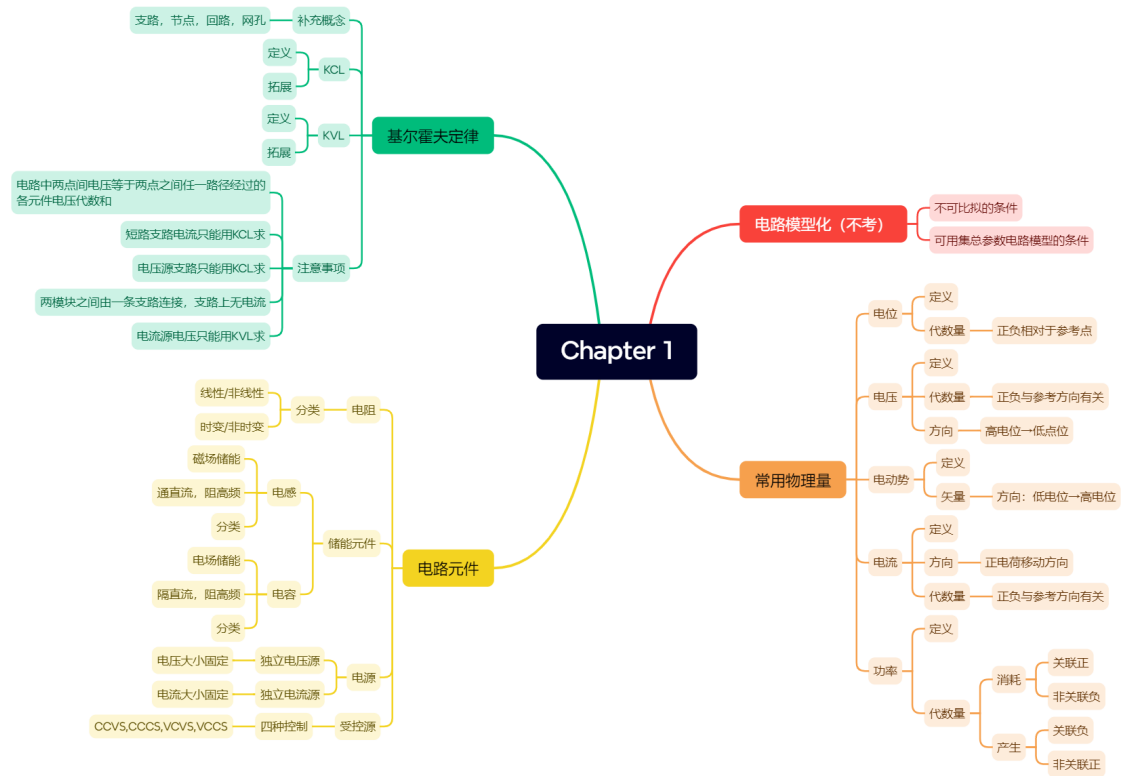 Chapter 1
基尔霍夫定律
补充概念
支路，节点，回路，网孔
KCL
定义
拓展
KVL
定义
拓展
注意事项
电路中两点间电压等于两点之间任一路径经过的
各元件电压代数和
短路支路电流只能用KCL求
电压源支路只能用KCL求
两模块之间由一条支路连接，支路上无电流
电流源电压只能用KVL求
电路元件
电阻
分类
线性/非线性
时变/非时变
储能元件
电感
磁场储能
通直流，阻高频
分类
电容
电场储能
隔直流，阻高频
分类
电源
独立电压源
电压大小固定
独立电流源
电流大小固定
受控源
四种控制
CCVS,CCCS,VCVS,VCCS
电路模型化（不考）
不可比拟的条件
可用集总参数电路模型的条件
常用物理量
电位
定义
代数量
正负相对于参考点
电压
定义
代数量
正负与参考方向有关
方向
高电位→低点位
电动势
定义
矢量
方向：低电位→高电位
电流
定义
方向
正电荷移动方向
代数量
正负与参考方向有关
功率
定义
代数量
消耗
关联正
非关联负
产生
关联负
非关联正